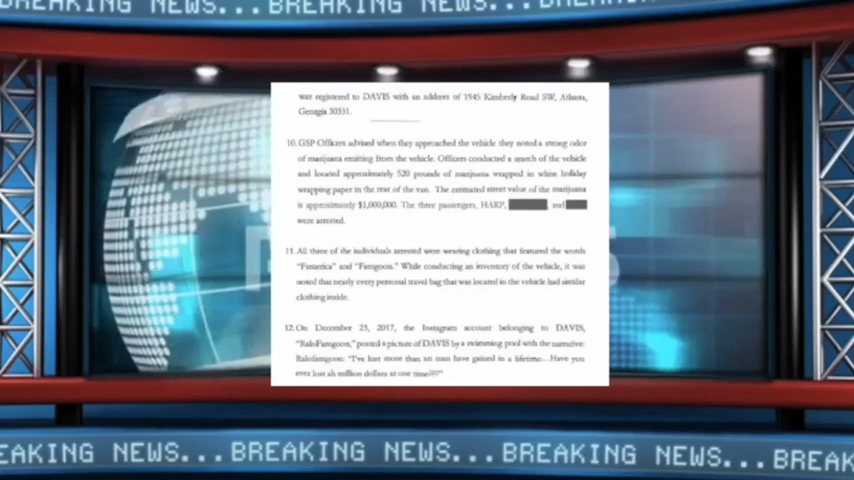 BREAKING NEWS...BREAKING NEWS...BREAKING
was registered to DAVIS with an address of 1945 Kimberly Road SW, Atlanta,
Georgia 30331.
10. GSP Officers advised when they approached the vehicle they noted a strong odor
of marijuana emitting from the vehicle. Officers conducted a search of the vehicle
and located approximately 520 pounds of marijuana wrapped in white holiday
wrapping paper in the rear of the van. The estimated street value of the marijuana
is approximately $1,000,000. The three passengers, HARP, and
were arrested.
11. All three of the individuals arrested were wearing clothing that featured the words
"Famerica" and "Famgoon." While conducting an inventory of the vehicle, it was
noted that nearly every personal travel bag that was located in the vehicle had similar
clothing inside.
12. On December 23, 2017, the Instagram account belonging to DAVIS,
"RaloFamgoon," posted a picture of DAVIS by a swimming pool with the narrative:
Ralofamgoon: "I've lost more than un man have gained in a lifetime...Have you
ever lost ah million dollars at one time???"
EAKING NEWS...BREAKING NEWS...BREAKING NEWS...BREAK